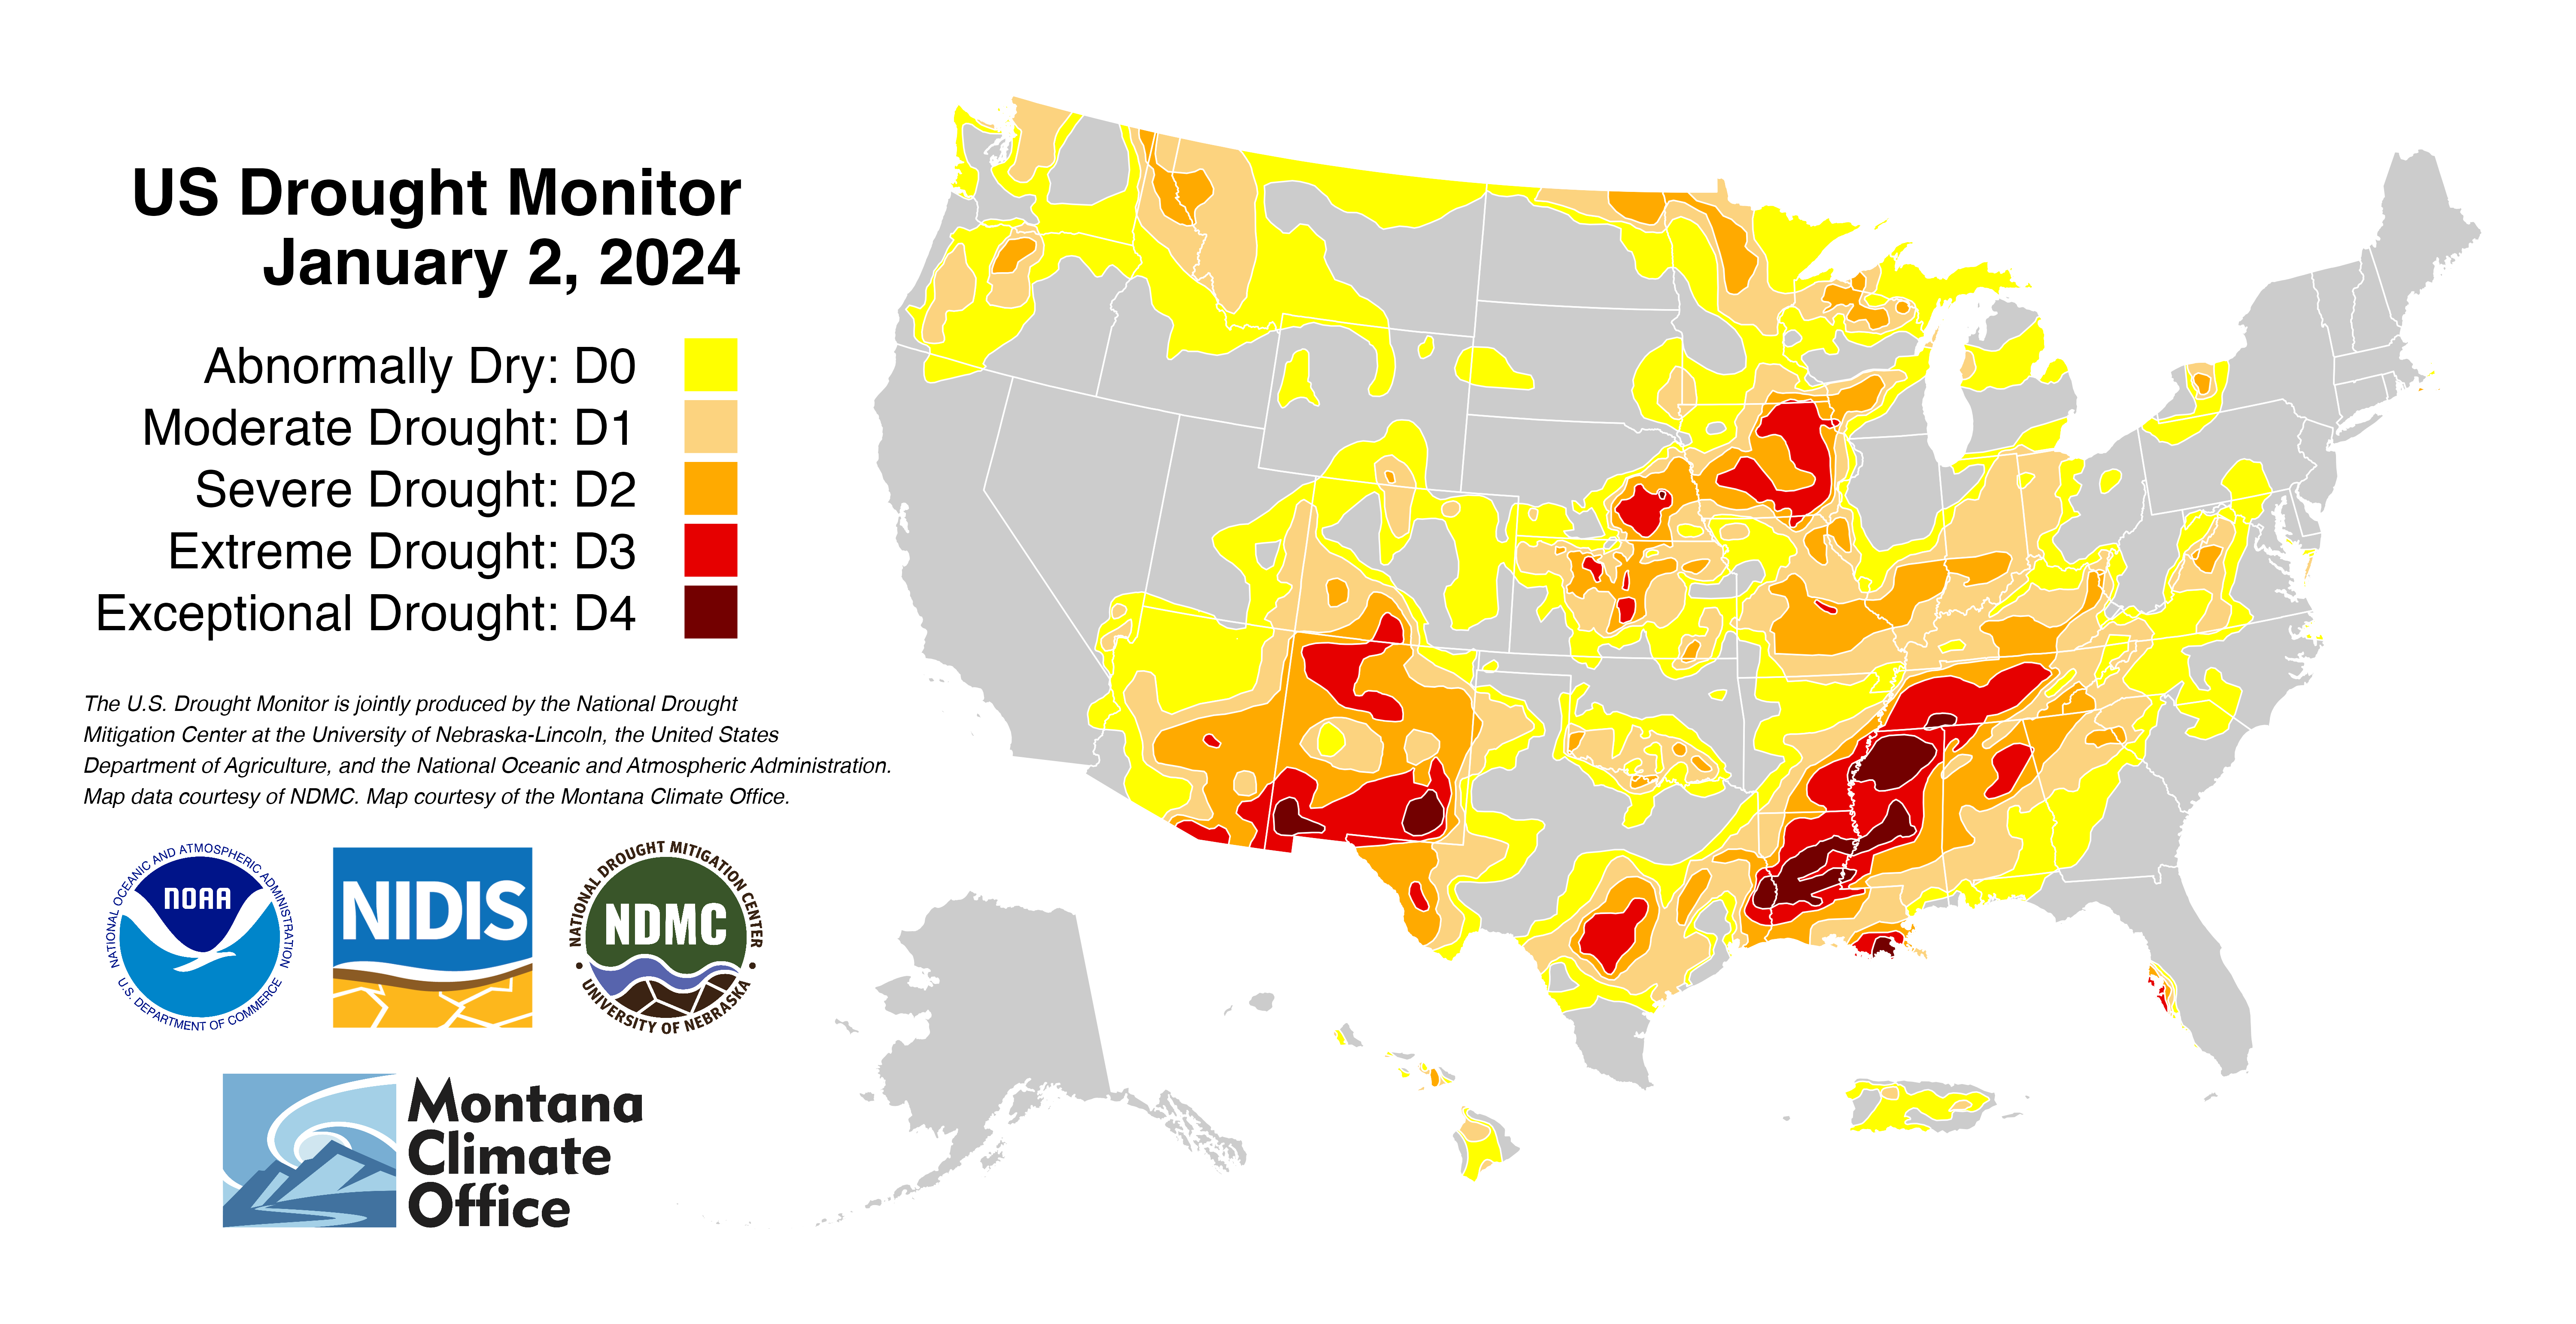 US Drought Monitor
January 2, 2024
Abnormally Dry: D0
Moderate Drought: D1
Severe Drought: D2
Extreme Drought: D3
Exceptional Drought: D4
The U.S. Drought Monitor is jointly produced by the National Drought
Mitigation Center at the University of Nebraska-Lincoln, the United States
Department of Agriculture, and the National Oceanic and Atmospheric Administration.
Map data courtesy of NDMC. Map courtesy of the Montana Climate Office.
NATIONAL OCEANIC AND ATMOSPHERIC ADMINISTRATION
NOAA
U.S. DEPARTMENT OF COMMERCE
NIDIS
NATIONAL DROUGHT MITIGATION CENTER
NDMC
UNIVERSITY OF NEBRASKA
Montana
Climate
Office